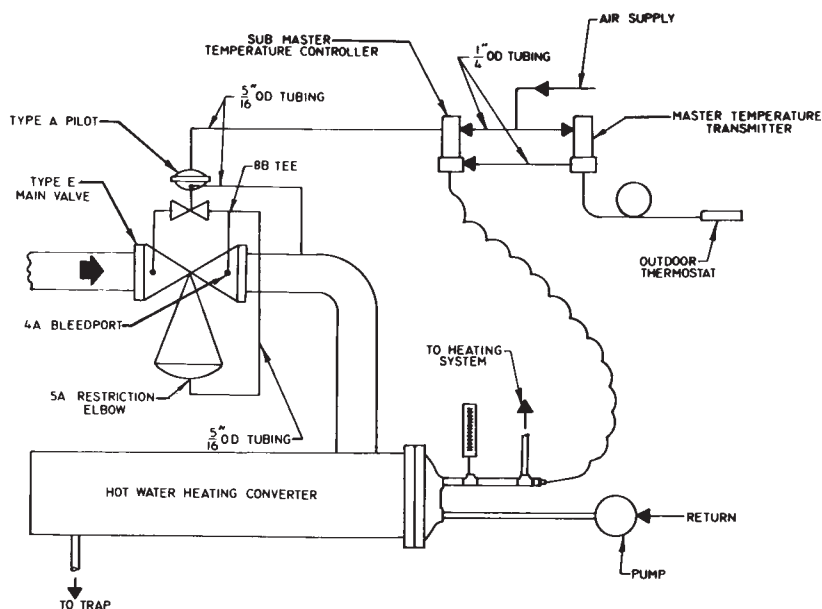 AIR SUPPLY
SUB MASTER
TEMPERATURE CONTROLLER
1/4" OD TUBING
5/16" OD TUBING
TYPE A PILOT
MASTER TEMPERATURE
TRANSMITTER
8B TEE
TYPE E
MAIN VALVE
OUTDOOR
THERMOSTAT
4A BLEEDPORT
TO HEATING
SYSTEM
5A RESTRICTION
ELBOW
5/16" OD TUBING
HOT WATER HEATING CONVERTER
RETURN
PUMP
TO TRAP